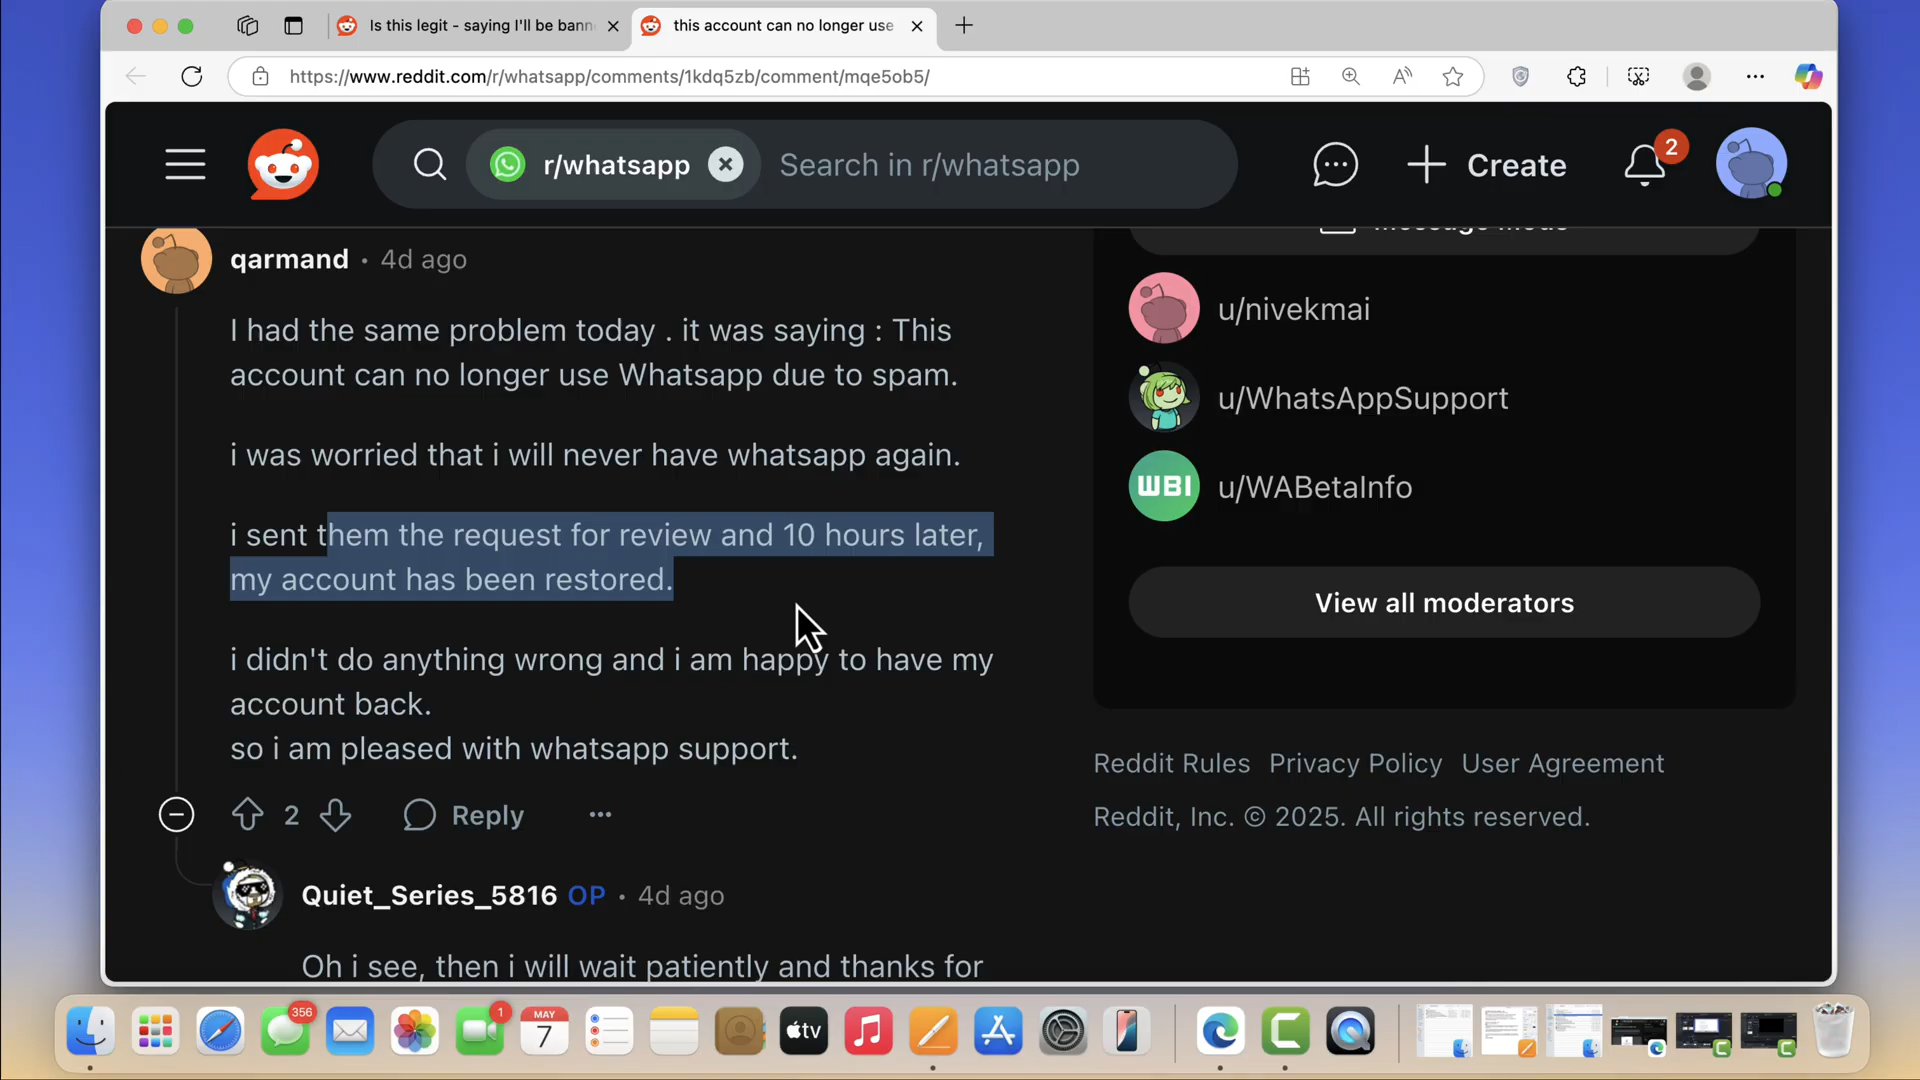 Is this legit - saying I'll be bann
this account can no longer use
https://www.reddit.com/r/whatsapp/comments/1kdq5zb/comment/mqe5ob5/
r/whatsapp
Search in r/whatsapp
Create
2
qarmand • 4d ago
I had the same problem today . it was saying : This
account can no longer use Whatsapp due to spam.
i was worried that i will never have whatsapp again.
i sent them the request for review and 10 hours later,
my account has been restored.
i didn't do anything wrong and i am happy to have my
account back.
so i am pleased with whatsapp support.
2
Reply
Quiet_Series_5816 OP • 4d ago
Oh i see, then i will wait patiently and thanks for
u/nivekmai
u/WhatsAppSupport
WBI
u/WABetaInfo
View all moderators
Reddit Rules Privacy Policy User Agreement
Reddit, Inc. © 2025. All rights reserved.
356
1
MAY
7
tv